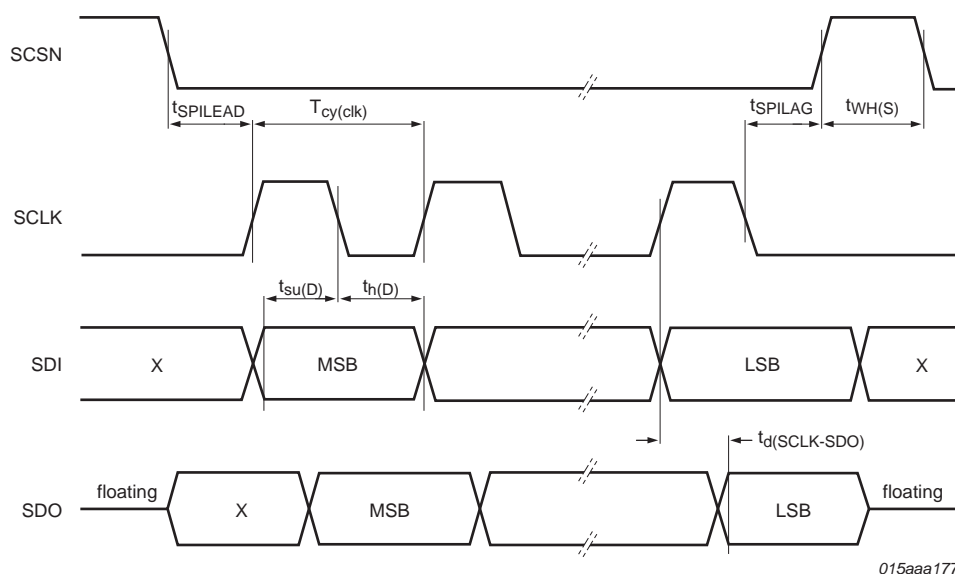 SCSN
tSPILEAD
Tcy(clk)
tSPILAG
tWH(S)
SCLK
tsu(D)
th(D)
SDI
X
MSB
LSB
X
td(SCLK-SDO)
SDO
floating
X
MSB
LSB
floating
015aaa177